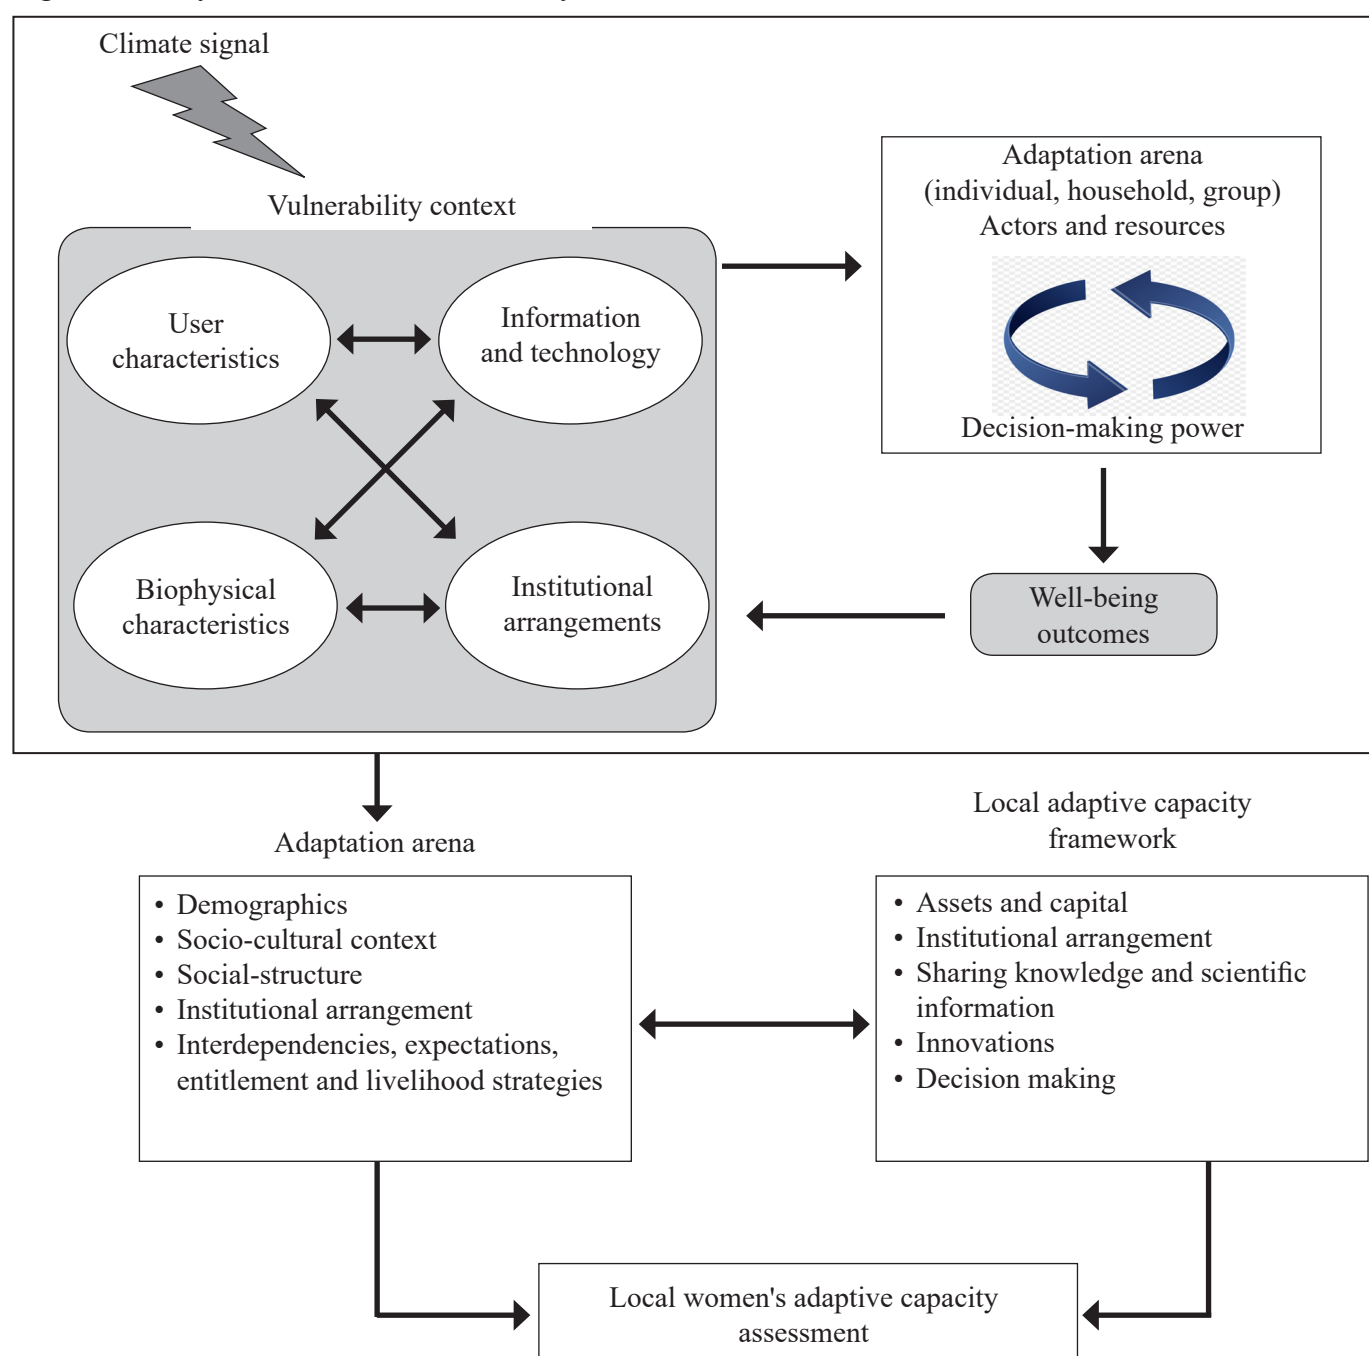 Climate signal
Vulnerability context
User
characteristics
Information
and technology
Biophysical
characteristics
Institutional
arrangements
Adaptation arena
(individual, household, group)
Actors and resources
Decision-making power
Well-being
outcomes
Adaptation arena
• Demographics
• Socio-cultural context
• Social-structure
• Institutional arrangement
• Interdependencies, expectations,
entitlement and livelihood strategies
Local adaptive capacity
framework
• Assets and capital
• Institutional arrangement
• Sharing knowledge and scientific
information
• Innovations
• Decision making
Local women's adaptive capacity
assessment